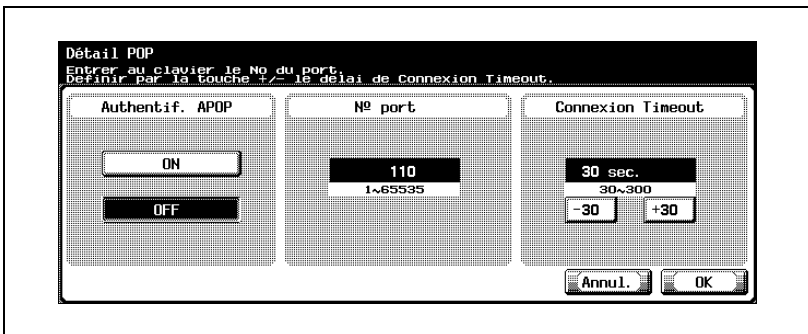 Détail POP
Entrer au clavier le No du port.
Définir par la touche +/- le délai de Connexion Timeout.
Authentif. APOP
Nº port
Connexion Timeout
ON
OFF
110
1~65535
30 sec.
30~300
-30
+30
Annul.
OK